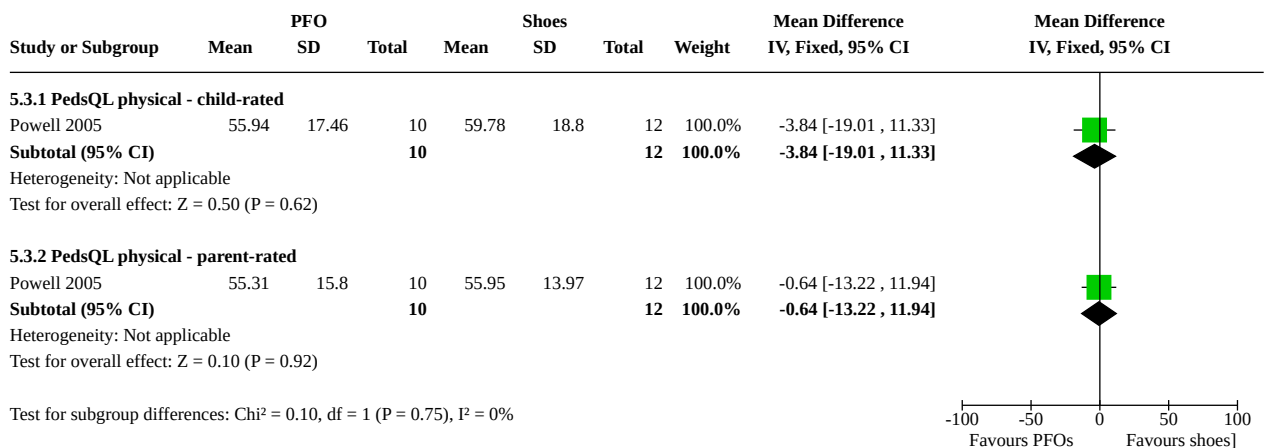 PFO Shoes Mean Difference Mean Difference
Study or Subgroup Mean SD Total Mean SD Total Weight IV, Fixed, 95% CI IV, Fixed, 95% CI
5.3.1 PedsQL physical - child-rated
Powell 2005 55.94 17.46 10 59.78 18.8 12 100.0% -3.84 [-19.01 , 11.33]
Subtotal (95% CI) 10 12 100.0% -3.84 [-19.01 , 11.33]
Heterogeneity: Not applicable
Test for overall effect: Z = 0.50 (P = 0.62)
5.3.2 PedsQL physical - parent-rated
Powell 2005 55.31 15.8 10 55.95 13.97 12 100.0% -0.64 [-13.22 , 11.94]
Subtotal (95% CI) 10 12 100.0% -0.64 [-13.22 , 11.94]
Heterogeneity: Not applicable
Test for overall effect: Z = 0.10 (P = 0.92)
Test for subgroup differences: Chi² = 0.10, df = 1 (P = 0.75), I² = 0%
-100 -50 0 50 100
Favours PFOs Favours shoes]